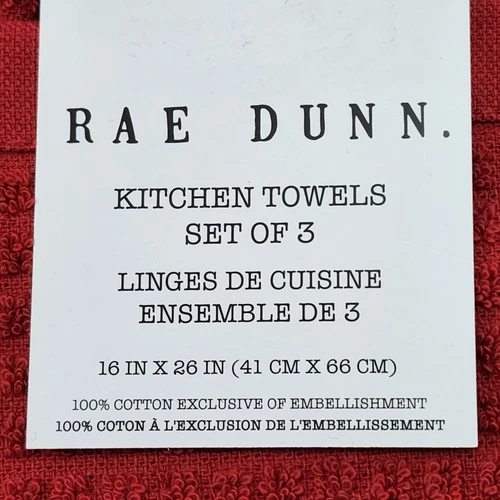 RAE DUNN.
KITCHEN TOWELS
SET OF 3
LINGES DE CUISINE
ENSEMBLE DE 3
16 IN X 26 IN (41 CM X 66 CM)
100% COTTON EXCLUSIVE OF EMBELLISHMENT
100% COTON À L'EXCLUSION DE L'EMBELLISSEMENT